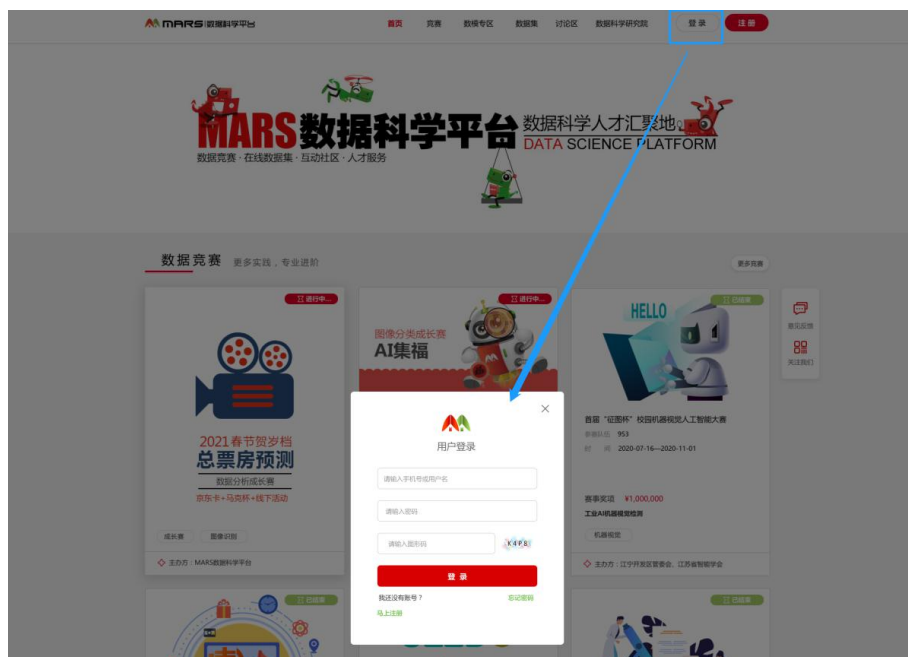 MARS 数据科学平台
首页 竞赛 数模专区 数据集 讨论区 数据科学研究院 登录 注册
MARS数据科学平台
数据竞赛·在线数据集·互动社区·人才服务
数据科学人才汇聚地
DATA SCIENCE PLATFORM
数据竞赛 更多实践，专业进阶
更多竞赛
进行中...
2021春节贺岁档
总票房预测
数据分析成长赛
京东卡+马克杯+线下活动
成长赛 图像识别
主办方：MARS数据科学平台
进行中...
图像分类成长赛
AI集福
已结束
HELLO
首届“征图杯”校园机器视觉人工智能大赛
参赛队伍 953
时 间 2020-07-16—2020-11-01
赛事奖项 ¥1,000,000
工业AI机器视觉检测
机器视觉
主办方：江宁开发区管委会、江苏省智能学会
意见反馈
关注我们
用户登录
请输入手机号或用户名
请输入密码
请输入图形码
K4P8
登 录
我还没有账号？ 忘记密码
马上注册
已结束
已结束